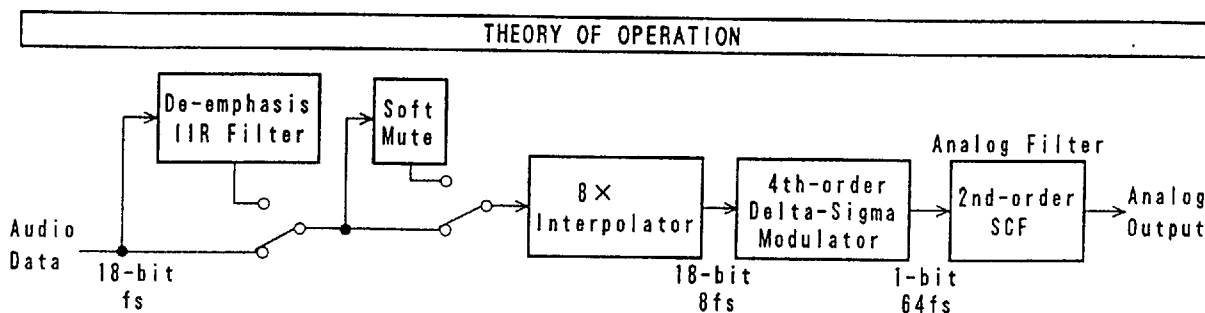 THEORY OF OPERATION
De-emphasis
IIR Filter
Soft
Mute
8×
Interpolator
4th-order
Delta-Sigma
Modulator
Analog Filter
2nd-order
SCF
Analog
Output
Audio
Data
18-bit
fs
18-bit
8fs
1-bit
64fs